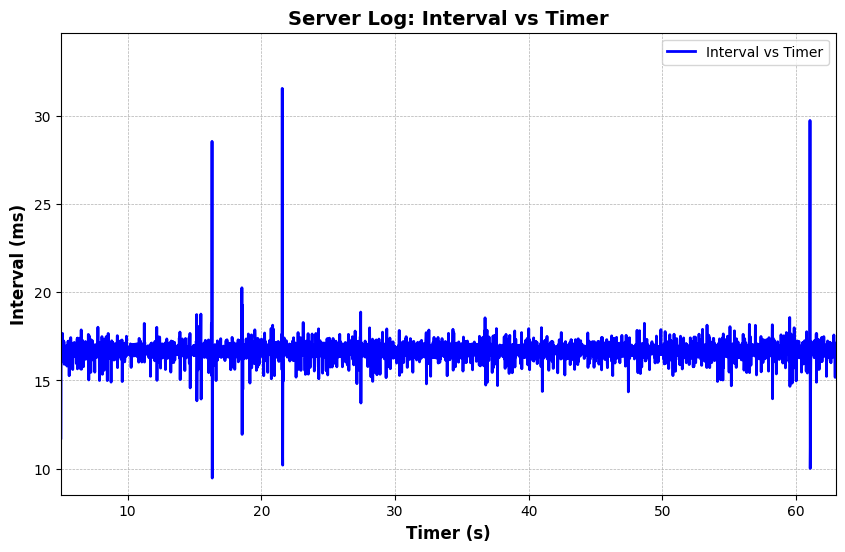 Server Log: Interval vs Timer
Interval vs Timer
30
25
20
15
10
Interval (ms)
10 20 30 40 50 60
Timer (s)